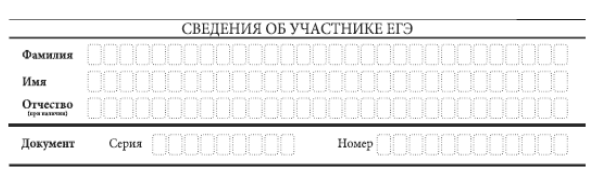 СВЕДЕНИЯ ОБ УЧАСТНИКЕ ЕГЭ
Фамилия
Имя
Отчество
(при наличии)
Документ Серия Номер